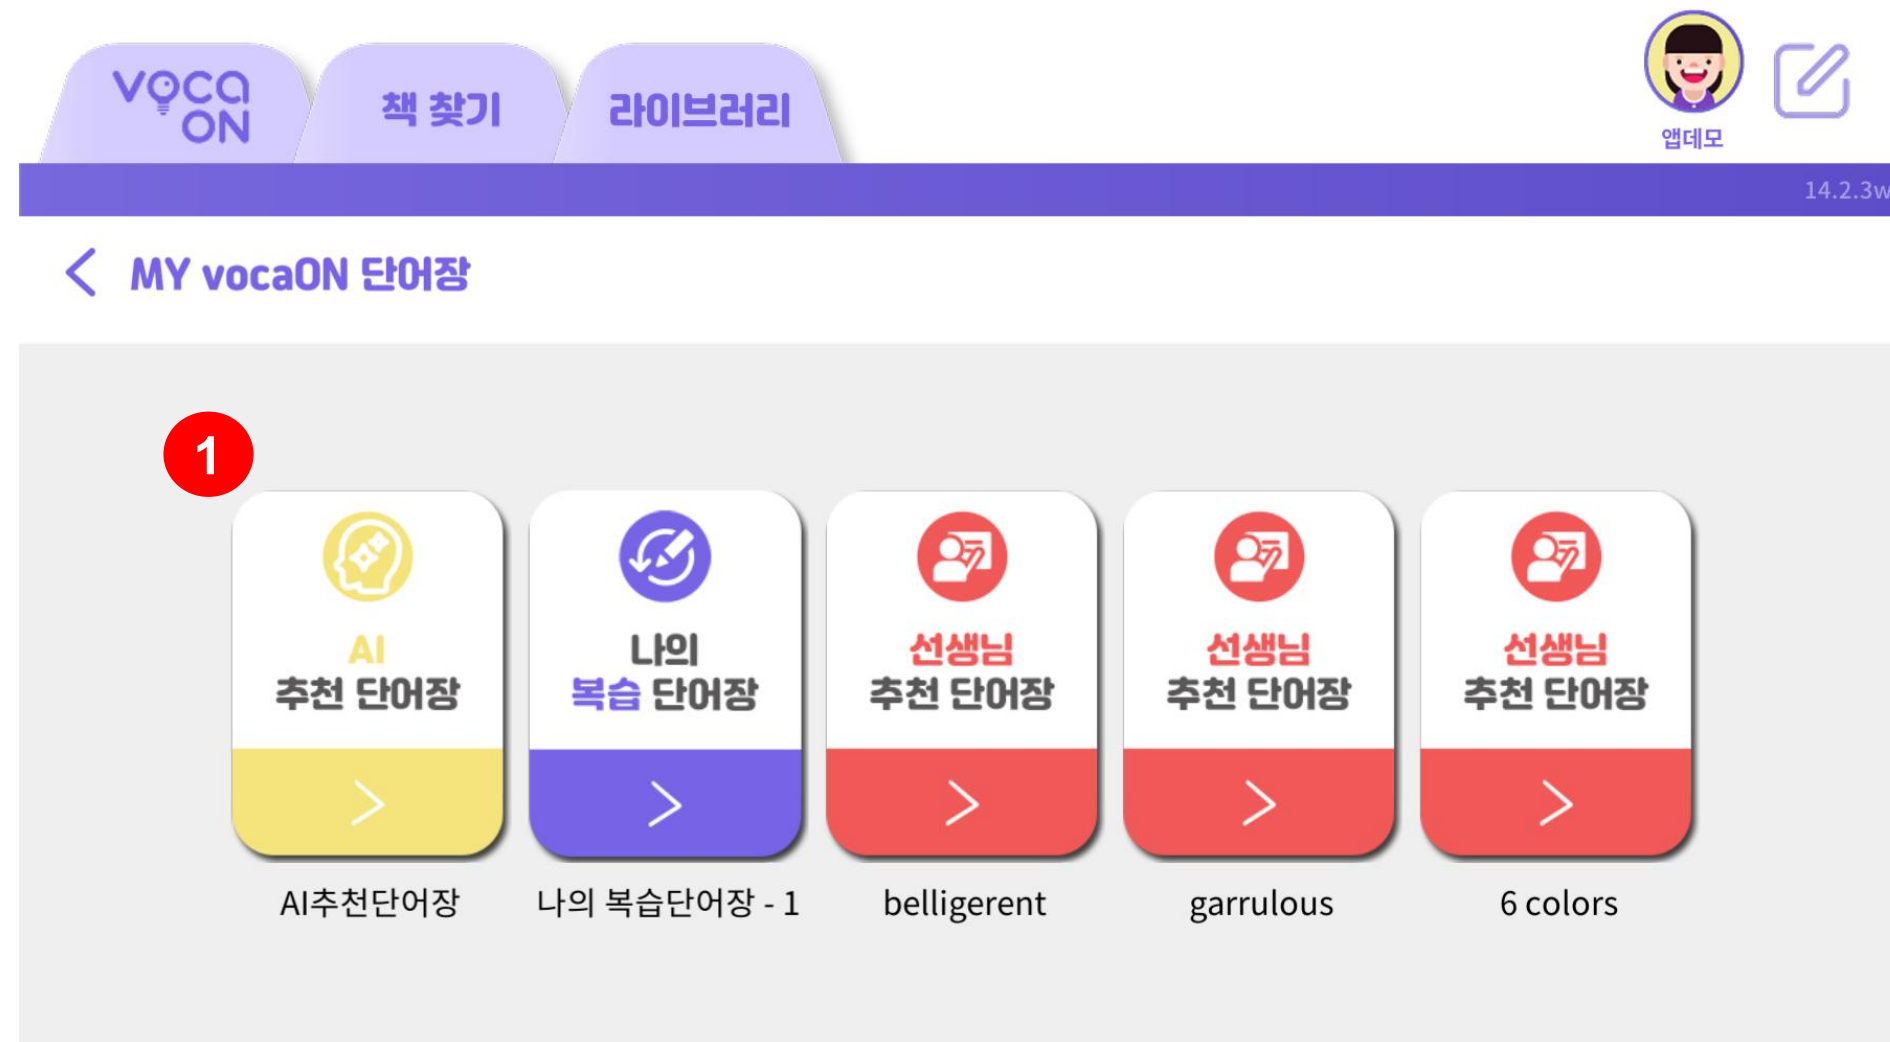 voca
ON
책 찾기
라이브러리
앱데모
14.2.3w
MY vocaON 단어장
1
AI
추천 단어장
나의
복습 단어장
선생님
추천 단어장
선생님
추천 단어장
선생님
추천 단어장
AI추천단어장
나의 복습단어장 - 1
belligerent
garrulous
6 colors